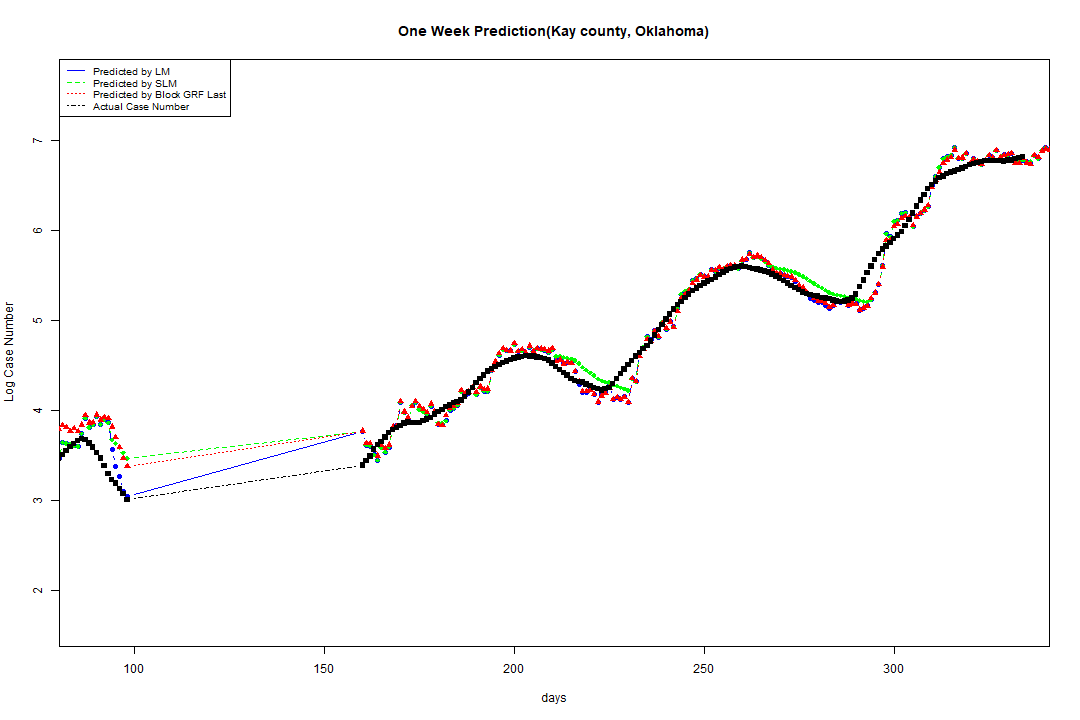 One Week Prediction(Kay county, Oklahoma)
Predicted by LM
Predicted by SLM
Predicted by Block GRF Last
Actual Case Number
7
6
5
4
3
2
Log Case Number
100 150 200 250 300
days